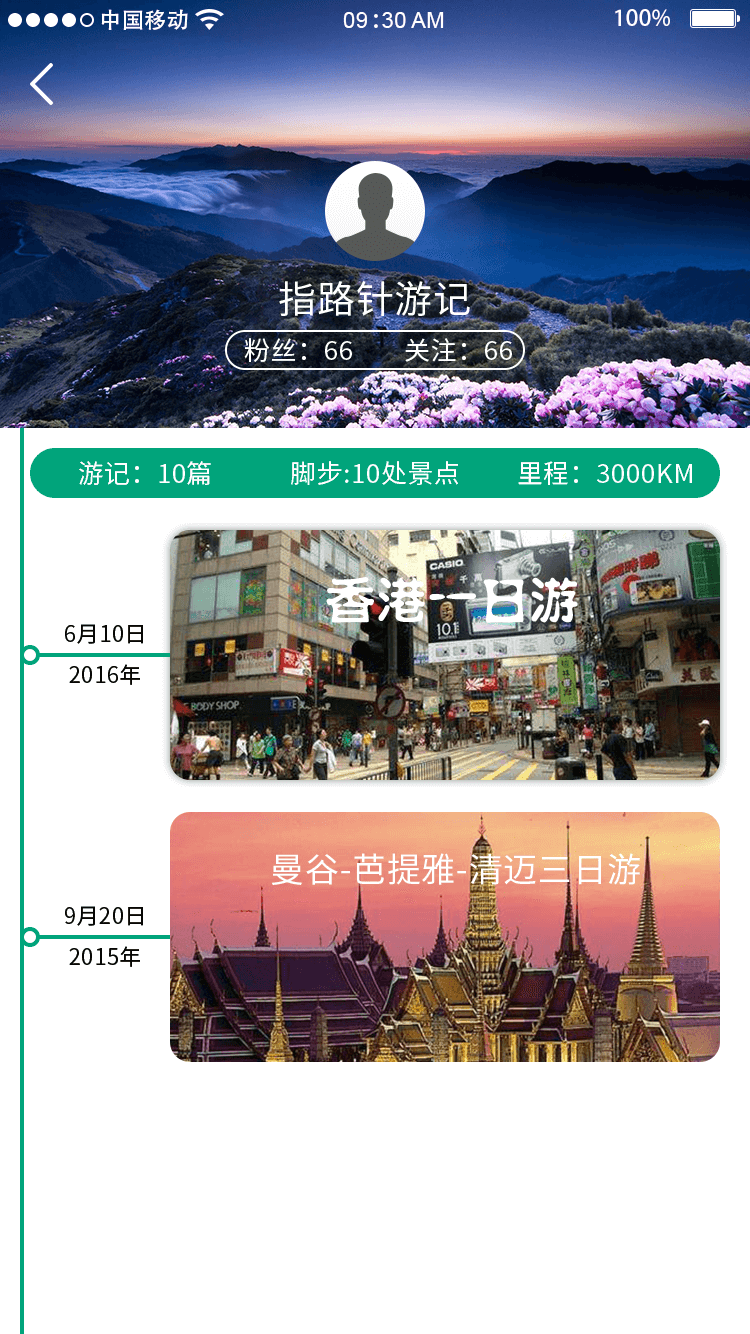 中国移动 09:30 AM 100%
指路针游记
粉丝：66 关注：66
游记：10篇 脚步:10处景点 里程：3000KM
香港一日游
CASIO
10.1
BODY SHOP
6月10日
2016年
曼谷-芭提雅-清迈三日游
9月20日
2015年